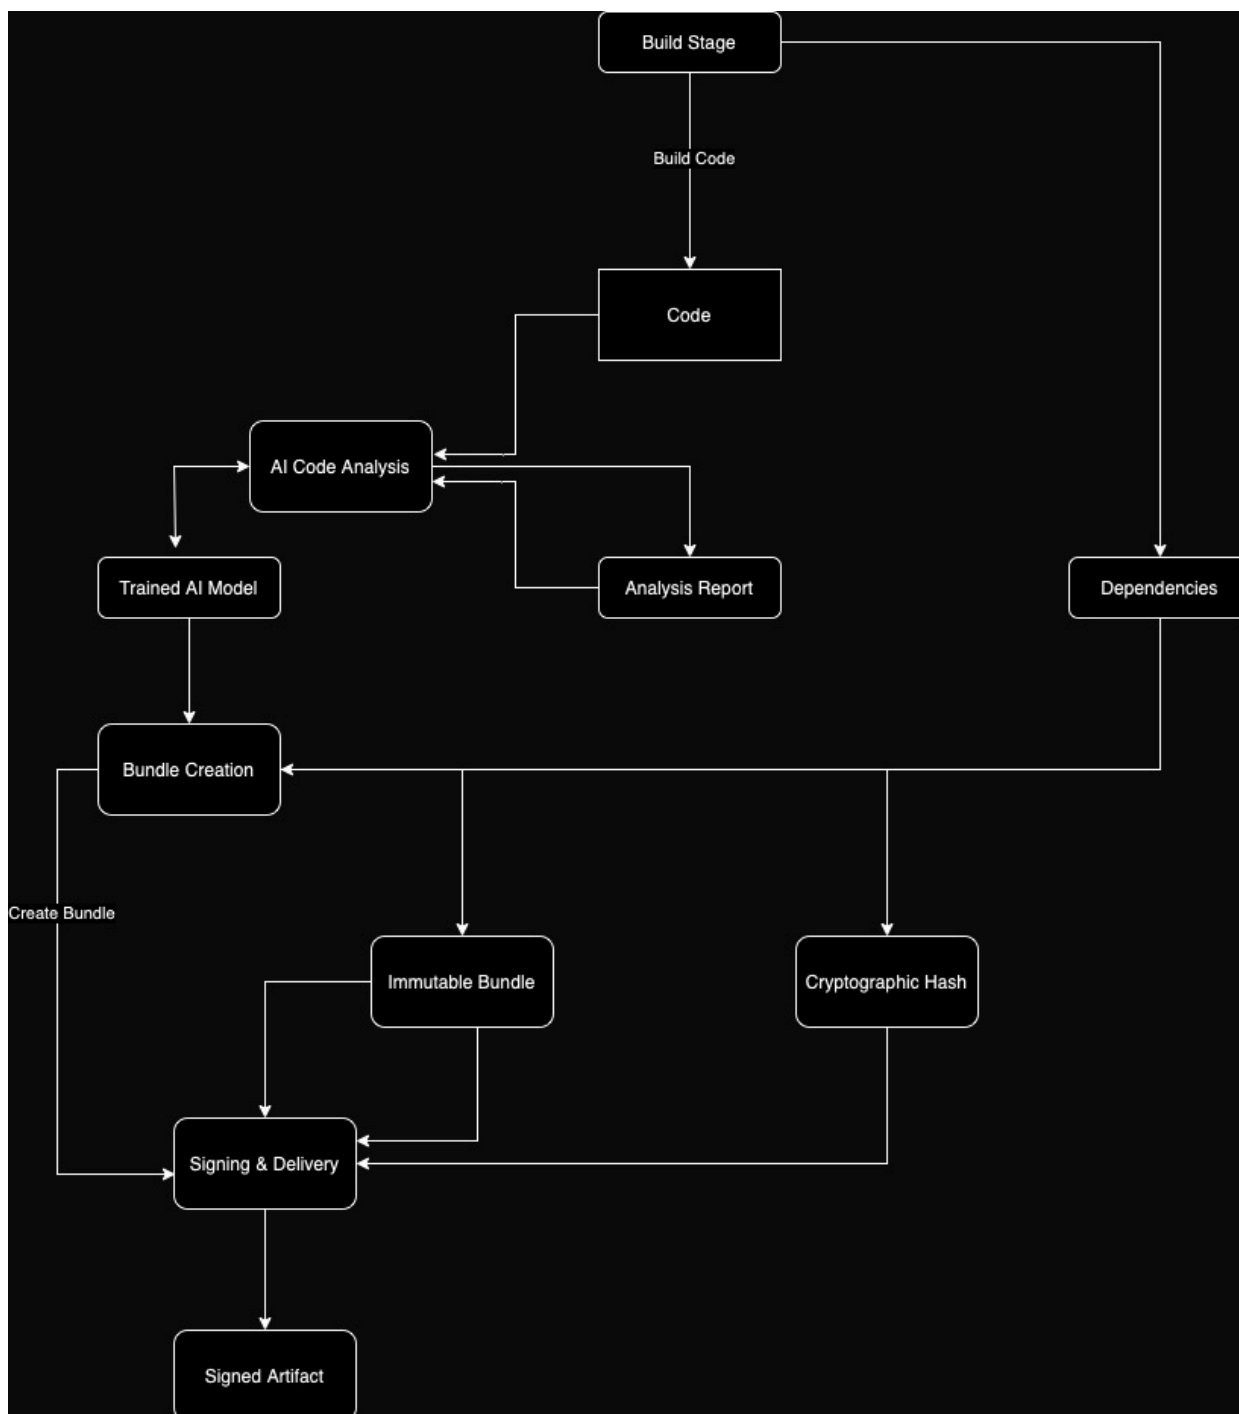 Build Stage
Build Code
Code
AI Code Analysis
Trained AI Model
Analysis Report
Dependencies
Bundle Creation
Create Bundle
Immutable Bundle
Cryptographic Hash
Signing & Delivery
Signed Artifact